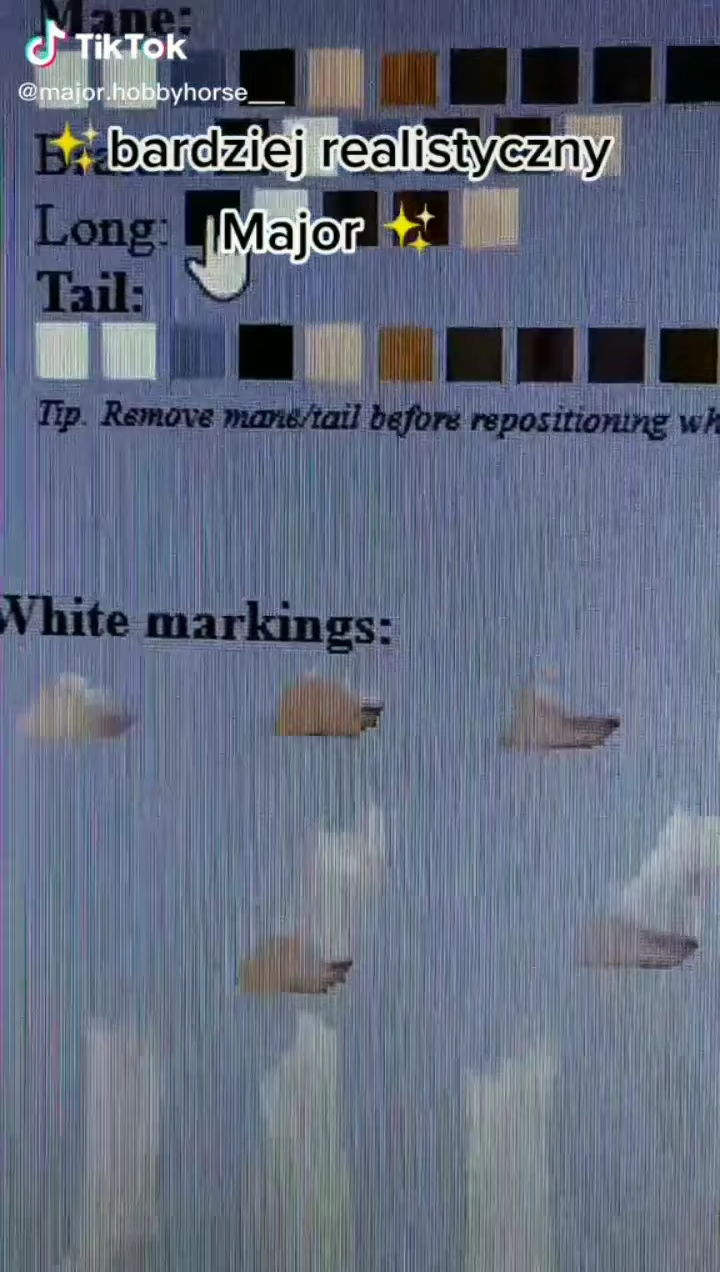 Mane:
TikTok
@major.hobbyhorse___
✨bardziej realistyczny
Long:
Major ✨
Tail:
Tip. Remove mane/tail before repositioning
White markings: